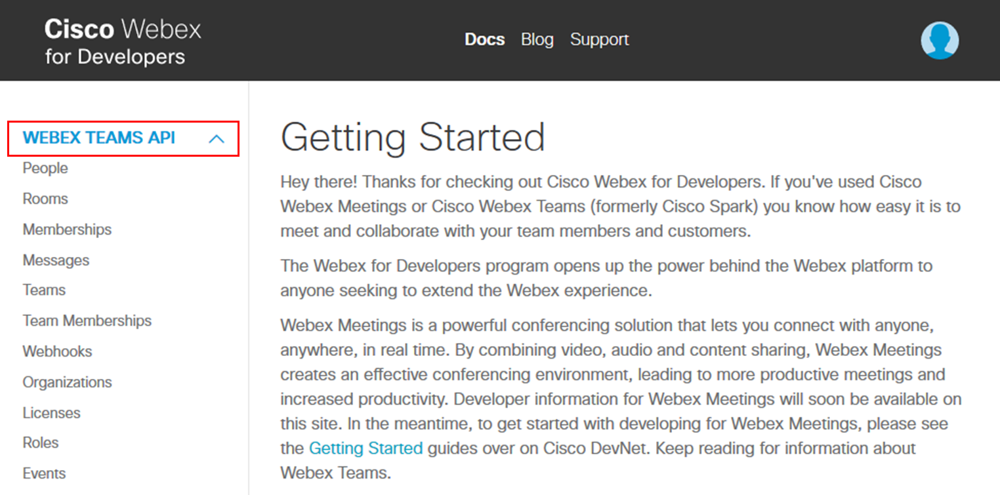 Cisco Webex
for Developers
Docs Blog Support
WEBEX TEAMS API
People
Rooms
Memberships
Messages
Teams
Team Memberships
Webhooks
Organizations
Licenses
Roles
Events
Getting Started
Hey there! Thanks for checking out Cisco Webex for Developers. If you've used Cisco
Webex Meetings or Cisco Webex Teams (formerly Cisco Spark) you know how easy it is to
meet and collaborate with your team members and customers.
The Webex for Developers program opens up the power behind the Webex platform to
anyone seeking to extend the Webex experience.
Webex Meetings is a powerful conferencing solution that lets you connect with anyone,
anywhere, in real time. By combining video, audio and content sharing, Webex Meetings
creates an effective conferencing environment, leading to more productive meetings and
increased productivity. Developer information for Webex Meetings will soon be available on
this site. In the meantime, to get started with developing for Webex Meetings, please see
the Getting Started guides over on Cisco DevNet. Keep reading for information about
Webex Teams.